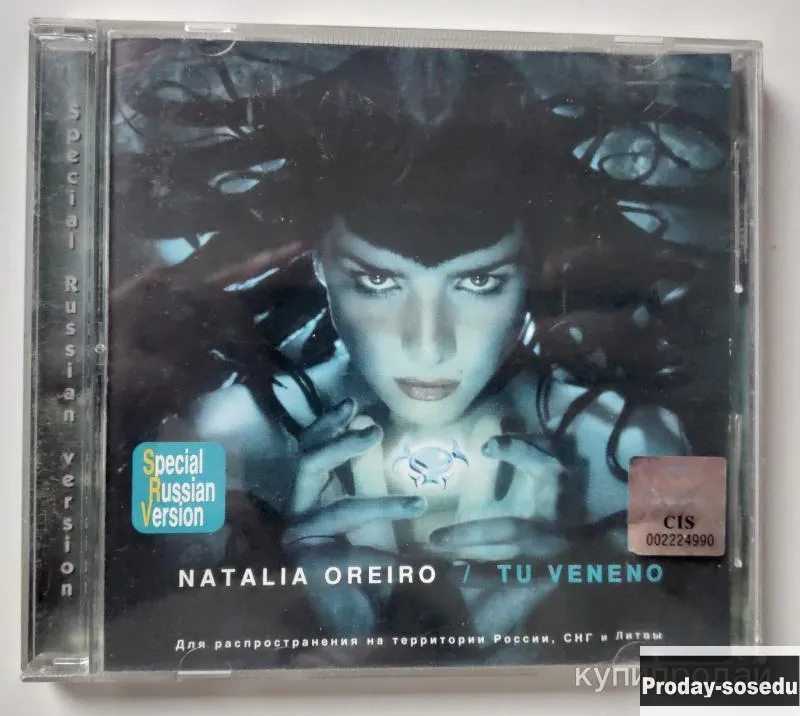 Special Russian version
Special
Russian
Version
CIS
002224990
NATALIA OREIRO / TU VENENO
Для распространения на территории России, СНГ и Литвы
купипродай
Proday-sosedu